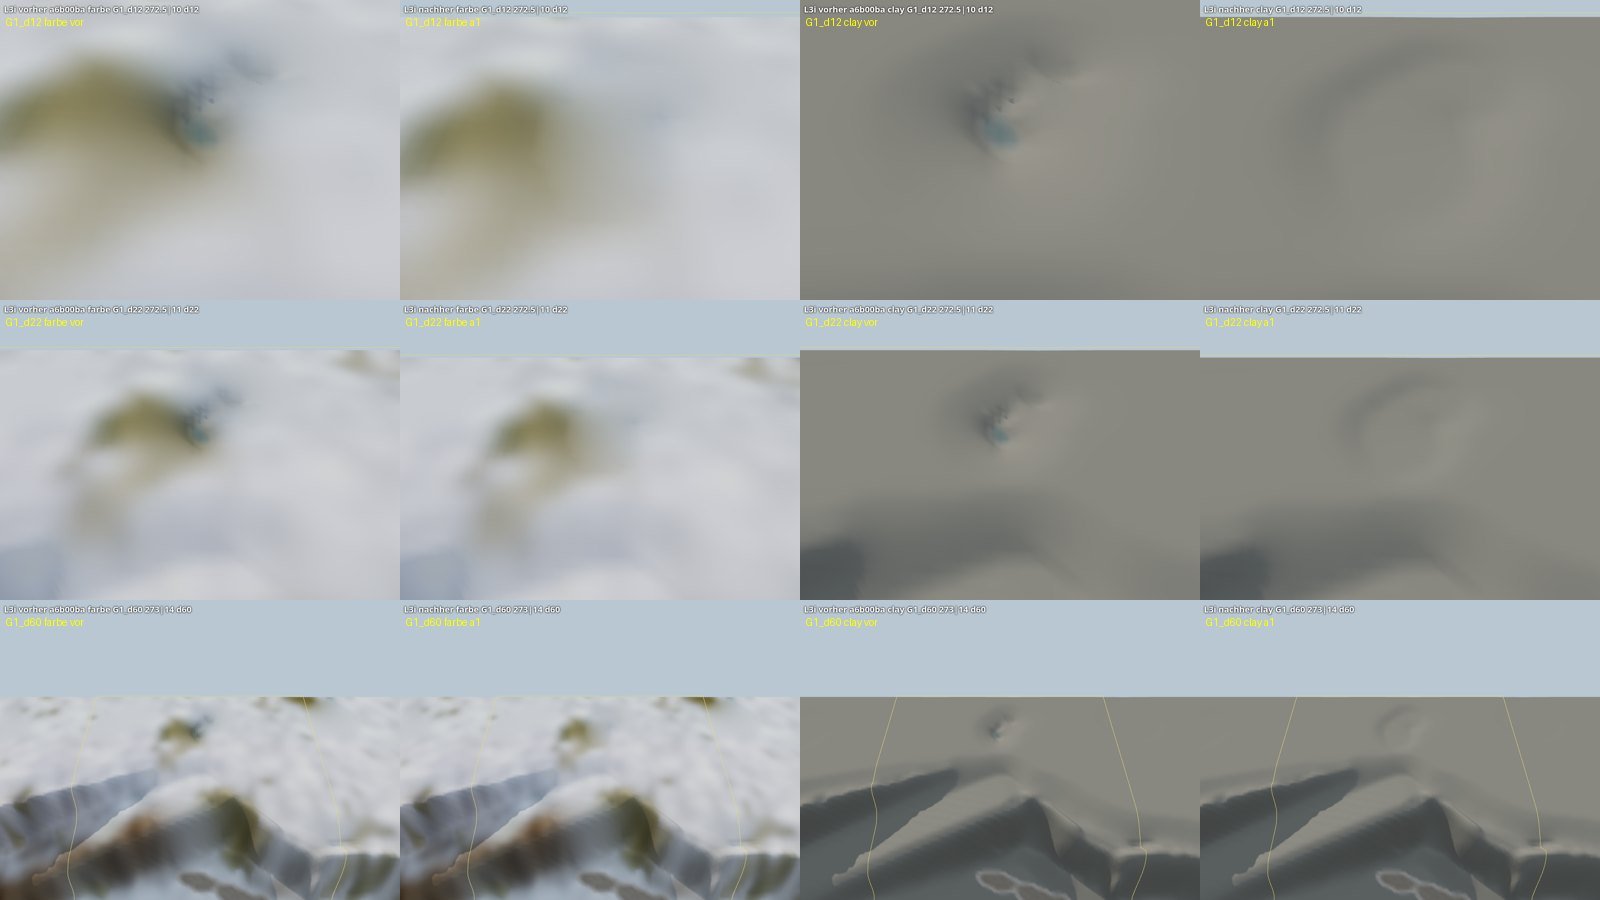 L3i vorher a6b00ba farbe G1_d12 272.5|10 d12
G1_d12 farbe vor
L3i nachher farbe G1_d12 272.5|10 d12
G1_d12 farbe a1
L3i vorher a6b00ba clay G1_d12 272.5|10 d12
G1_d12 clay vor
L3i nachher clay G1_d12 272.5|10 d12
G1_d12 clay a1
L3i vorher a6b00ba farbe G1_d22 272.5|11 d22
G1_d22 farbe vor
L3i nachher farbe G1_d22 272.5|11 d22
G1_d22 farbe a1
L3i vorher a6b00ba clay G1_d22 272.5|11 d22
G1_d22 clay vor
L3i nachher clay G1_d22 272.5|11 d22
G1_d22 clay a1
L3i vorher a6b00ba farbe G1_d60 273|14 d60
G1_d60 farbe vor
L3i nachher farbe G1_d60 273|14 d60
G1_d60 farbe a1
L3i vorher a6b00ba clay G1_d60 273|14 d60
G1_d60 clay vor
L3i nachher clay G1_d60 273|14 d60
G1_d60 clay a1